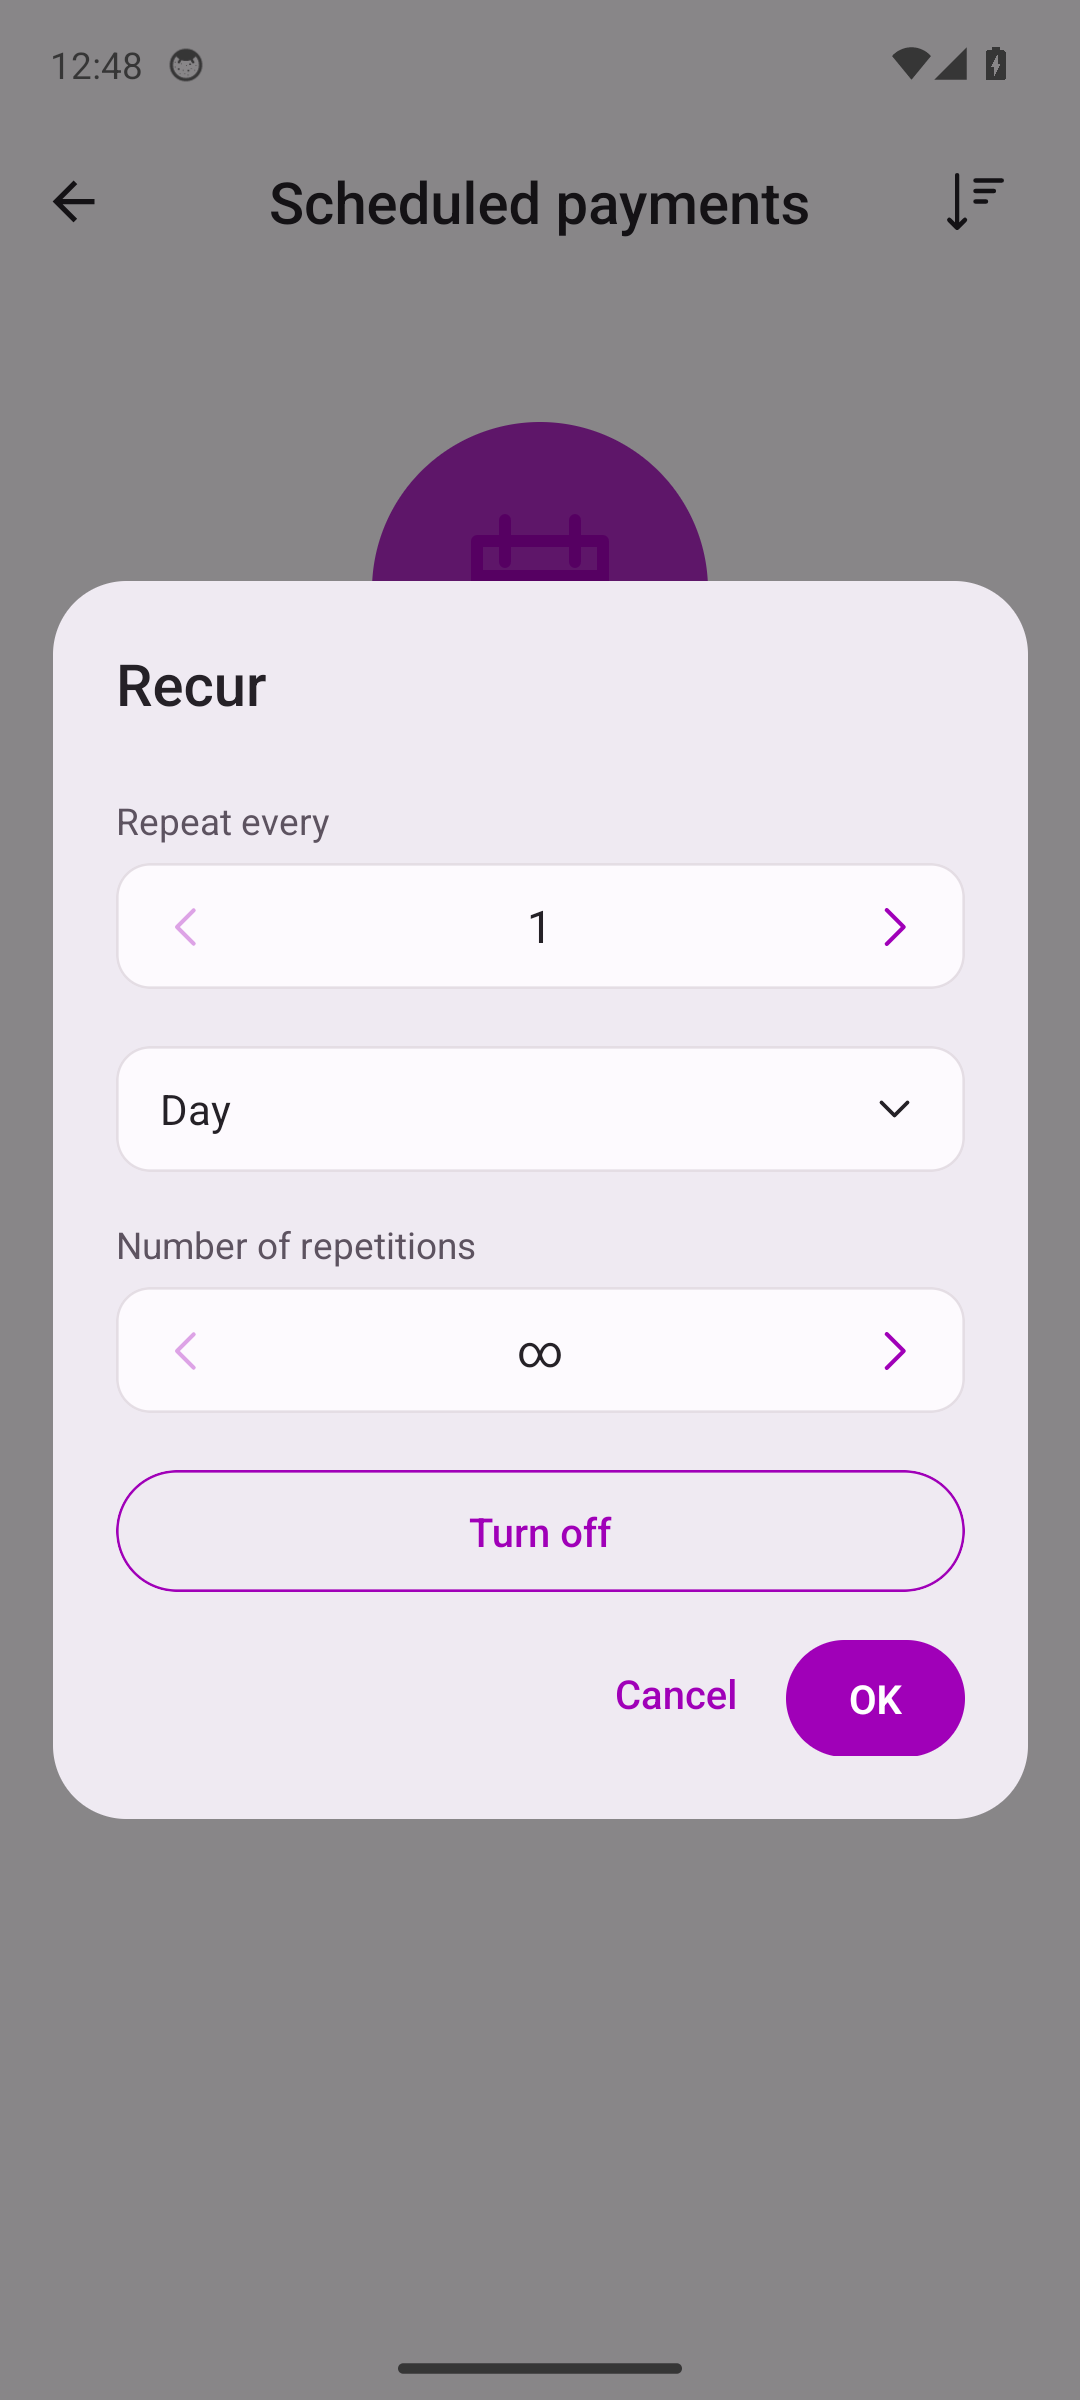 12:48
Scheduled payments
Recur
Repeat every
1
Day
Number of repetitions
∞
Turn off
Cancel
OK